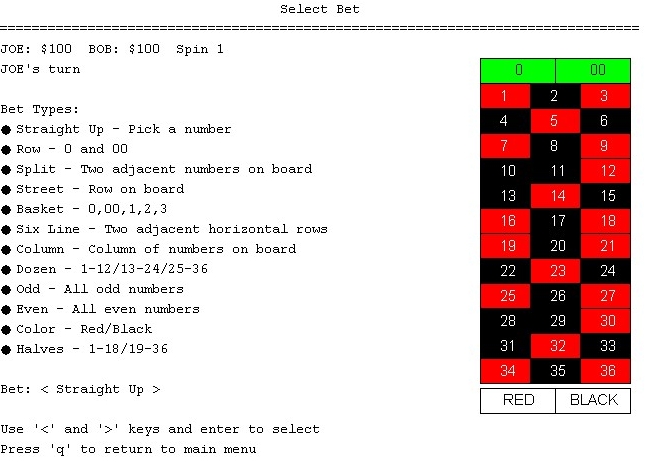 Select Bet
================================================================================
JOE: $100  BOB: $100  Spin 1
JOE's turn
Bet Types:
● Straight Up - Pick a number
● Row - 0 and 00
● Split - Two adjacent numbers on board
● Street - Row on board
● Basket - 0,00,1,2,3
● Six Line - Two adjacent horizontal rows
● Column - Column of numbers on board
● Dozen - 1-12/13-24/25-36
● Odd - All odd numbers
● Even - All even numbers
● Color - Red/Black
● Halves - 1-18/19-36
Bet: < Straight Up >
Use '<' and '>' keys and enter to select
Press 'q' to return to main menu
0 00
1 2 3
4 5 6
7 8 9
10 11 12
13 14 15
16 17 18
19 20 21
22 23 24
25 26 27
28 29 30
31 32 33
34 35 36
RED BLACK